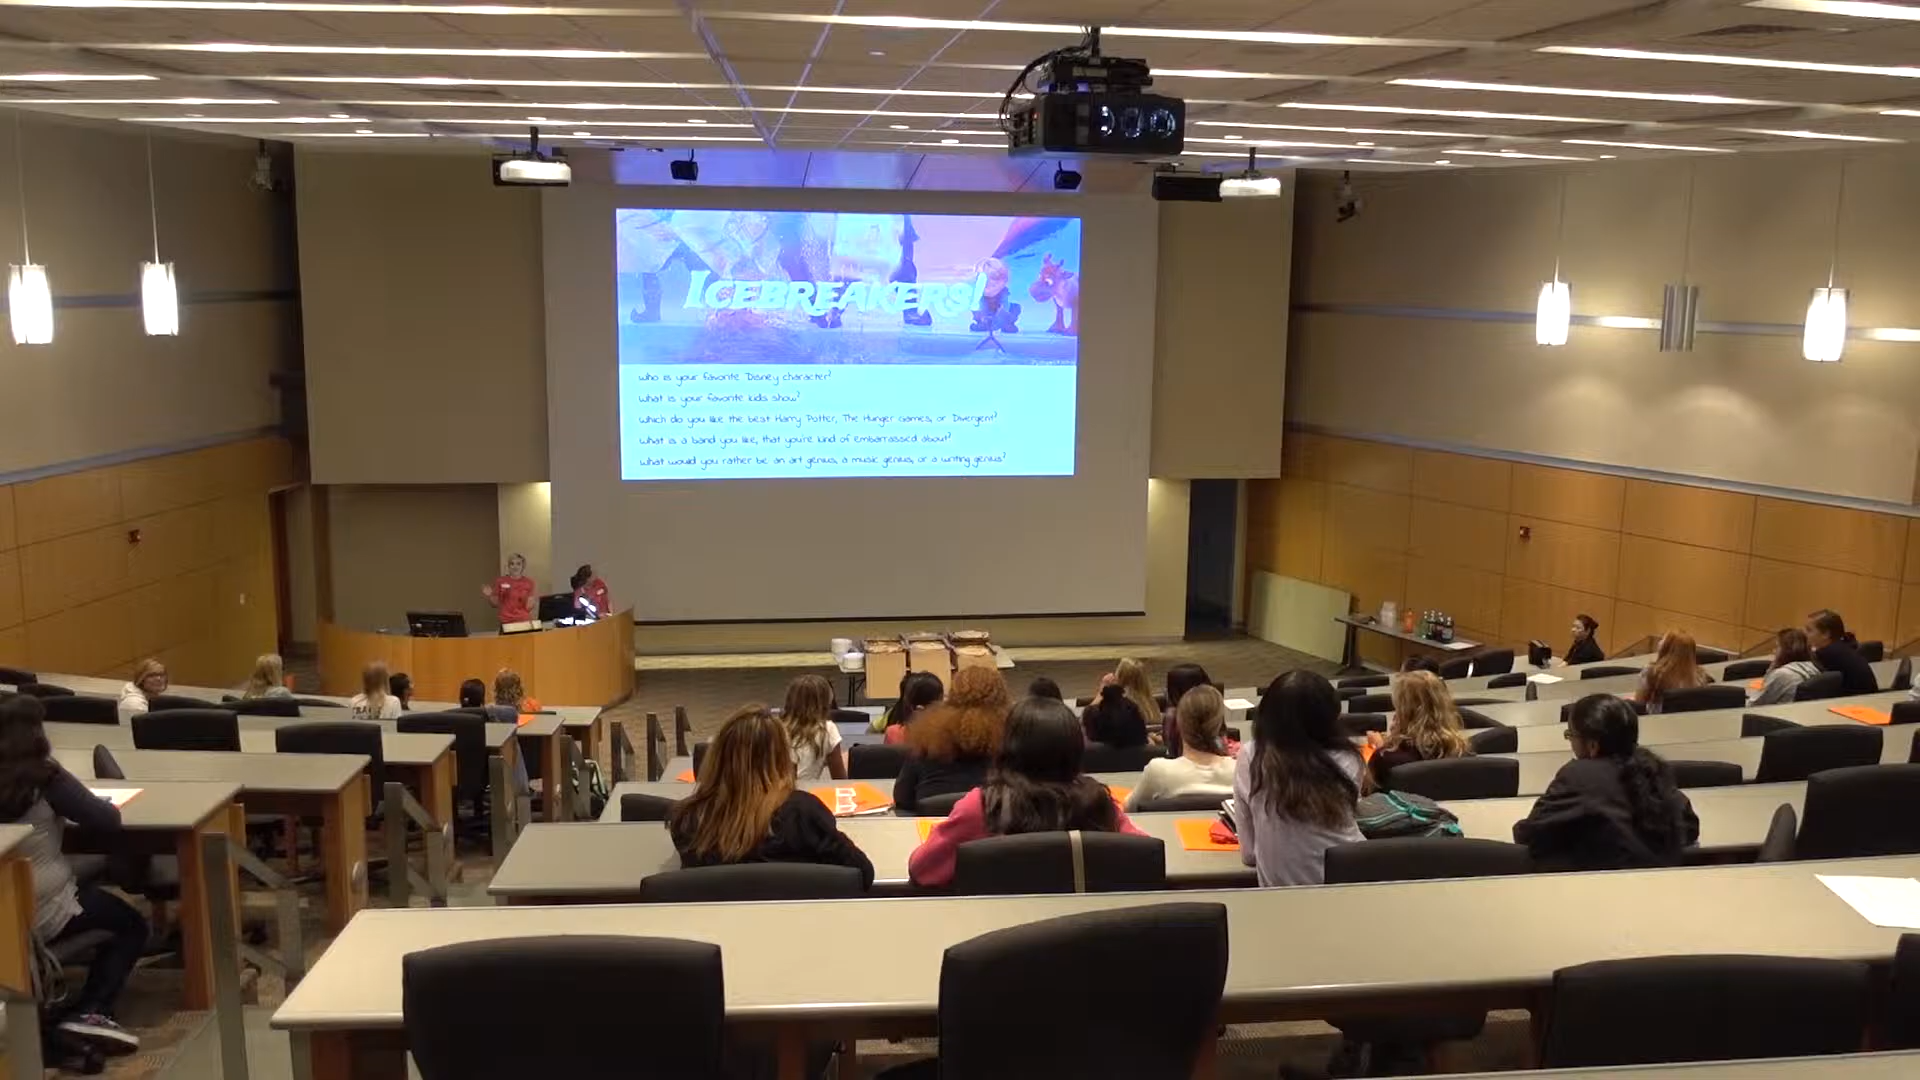 ICEBREAKERS!
Who is your favorite Disney character?
What is your favorite kids show?
Which do you like the best Harry Potter, The Hunger Games, or Divergent?
What is a band you like, that you're kind of embarrassed about?
What would you rather be an art genius, a music genius, or a writing genius?